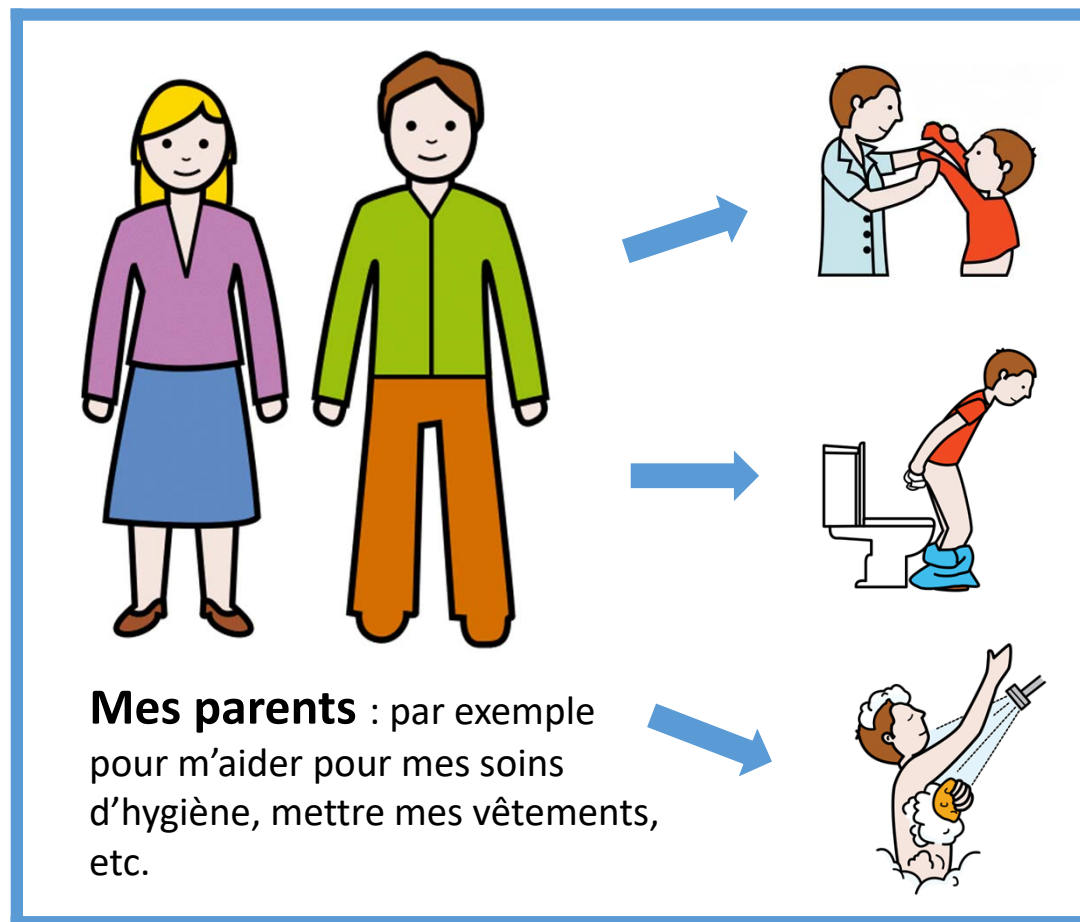 Mes parents : par exemple
pour m’aider pour mes soins
d’hygiène, mettre mes vêtements,
etc.